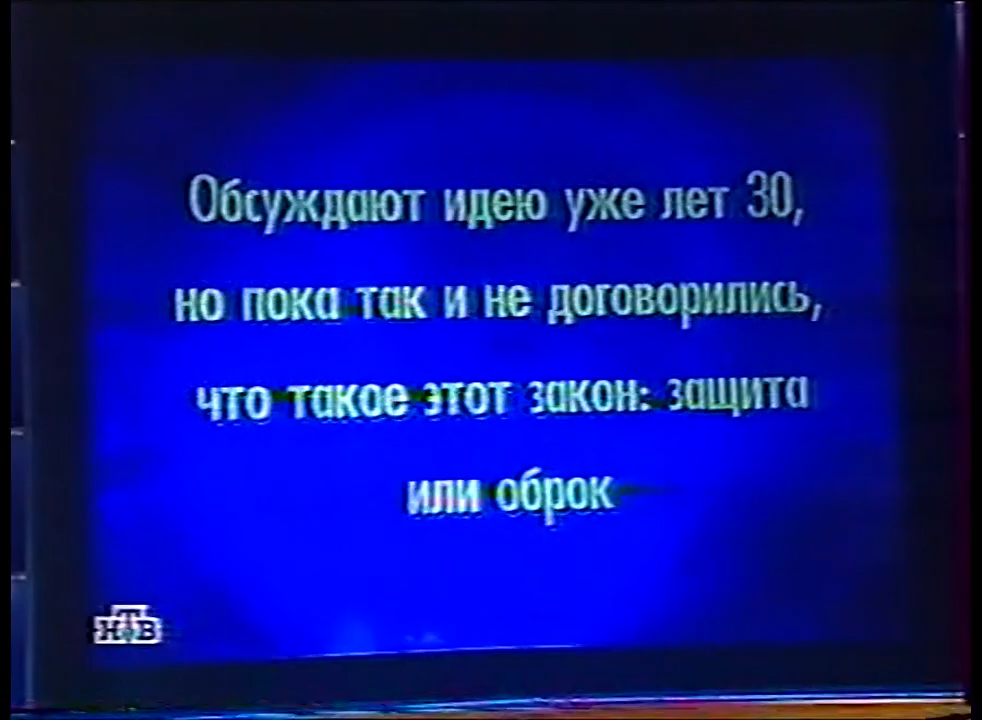 Обсуждают идею уже лет 30,
но пока так и не договорились,
что такое этот закон: защита
или оброк
НТВ